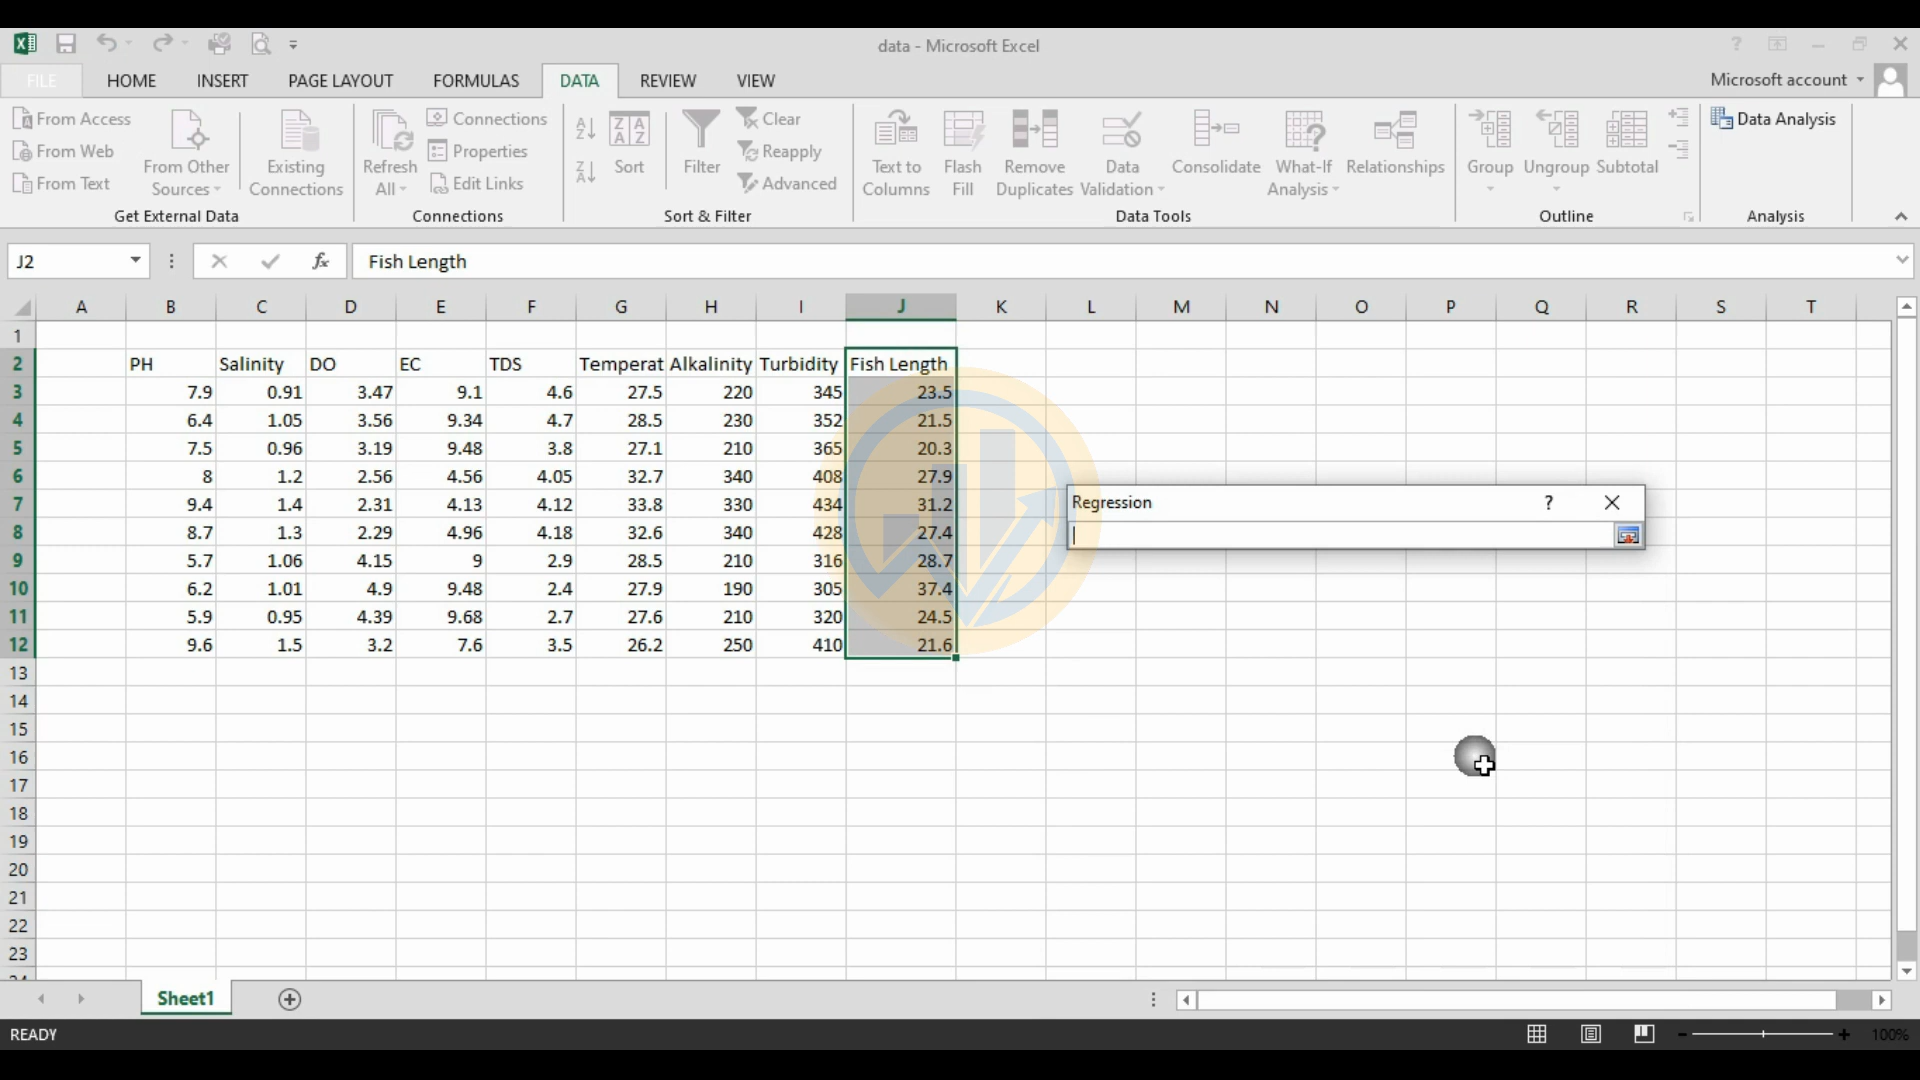 data - Microsoft Excel
FILE HOME INSERT PAGE LAYOUT FORMULAS DATA REVIEW VIEW Microsoft account
From Access
From Web
From Text
From Other Sources
Existing Connections
Get External Data
Refresh All
Connections
Properties
Edit Links
Connections
Sort
Filter
Clear
Reapply
Advanced
Sort & Filter
Text to Columns
Flash Fill
Remove Duplicates
Data Validation
Consolidate
What-If Analysis
Relationships
Data Tools
Group
Ungroup
Subtotal
Outline
Data Analysis
Analysis
J2 fx Fish Length
A B C D E F G H I J K L M N O P Q R S T
1
2 PH Salinity DO EC TDS Temperat Alkalinity Turbidity Fish Length
3 7.9 0.91 3.47 9.1 4.6 27.5 220 345 23.5
4 6.4 1.05 3.56 9.34 4.7 28.5 230 352 21.5
5 7.5 0.96 3.19 9.48 3.8 27.1 210 365 20.3
6 8 1.2 2.56 4.56 4.05 32.7 340 408 27.9
7 9.4 1.4 2.31 4.13 4.12 33.8 330 434 31.2
8 8.7 1.3 2.29 4.96 4.18 32.6 340 428 27.4
9 5.7 1.06 4.15 9 2.9 28.5 210 316 28.7
10 6.2 1.01 4.9 9.48 2.4 27.9 190 305 37.4
11 5.9 0.95 4.39 9.68 2.7 27.6 210 320 24.5
12 9.6 1.5 3.2 7.6 3.5 26.2 250 410 21.6
Regression ?
13
14
15
16
17
18
19
20
21
22
23
Sheet1
READY 100%